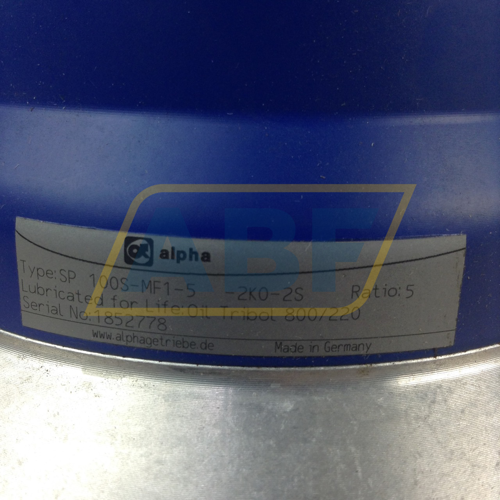 alpha
Type:SP 100S-MF1-5 -2K0-2S Ratio:5
Lubricated for Life:Oil Tribol 800/220
Serial No.1852778
www.alphagetriebe.de Made in Germany
ABF